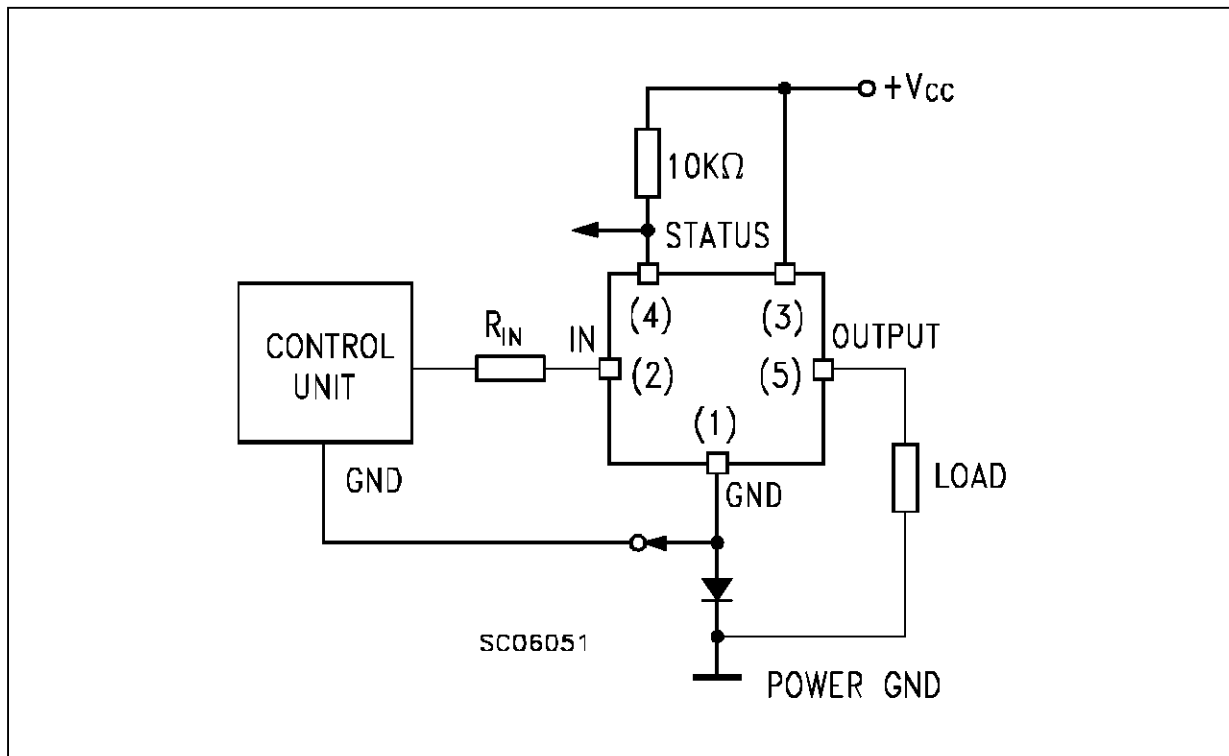 +VCC
10KΩ
STATUS
(4)
(3)
OUTPUT
CONTROL
UNIT
RIN
IN
(2)
(5)
(1)
GND
GND
LOAD
SC06051
POWER GND